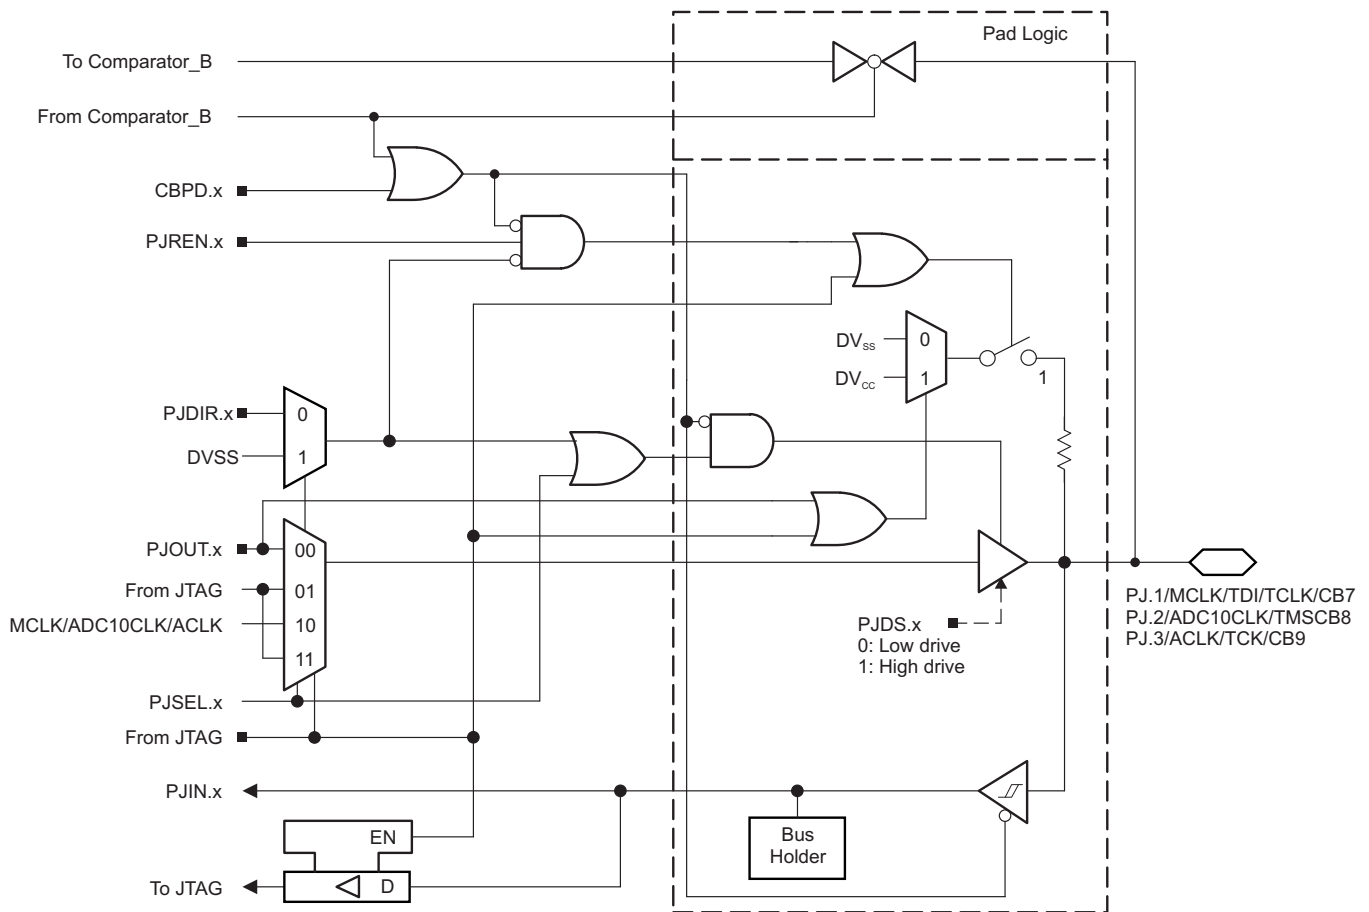 Pad Logic
To Comparator_B
From Comparator_B
CBPD.x
PJREN.x
DVSS
0
DVCC
1
1
PJDIR.x
0
DVSS
1
PJOUT.x
00
From JTAG
01
MCLK/ADC10CLK/ACLK
10
11
PJDS.x
0: Low drive
1: High drive
PJ.1/MCLK/TDI/TCLK/CB7
PJ.2/ADC10CLK/TMSCB8
PJ.3/ACLK/TCK/CB9
PJSEL.x
From JTAG
PJIN.x
Bus
Holder
EN
To JTAG
D